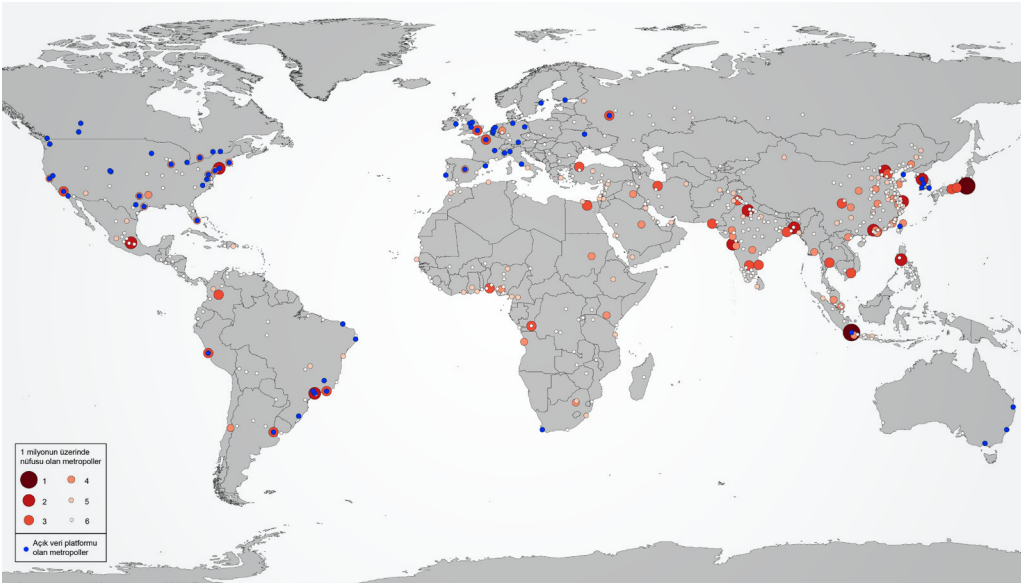 1 milyonun üzerinde
nüfusu olan metropoller
1 4
2 5
3 6
Açık veri platformu
olan metropoller